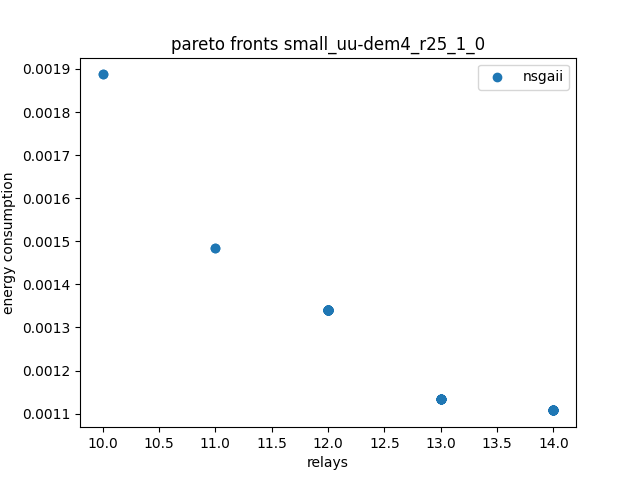 pareto fronts small_uu-dem4_r25_1_0
nsgaii
0.0019
0.0018
0.0017
0.0016
0.0015
0.0014
0.0013
0.0012
0.0011
energy consumption
10.0 10.5 11.0 11.5 12.0 12.5 13.0 13.5 14.0
relays